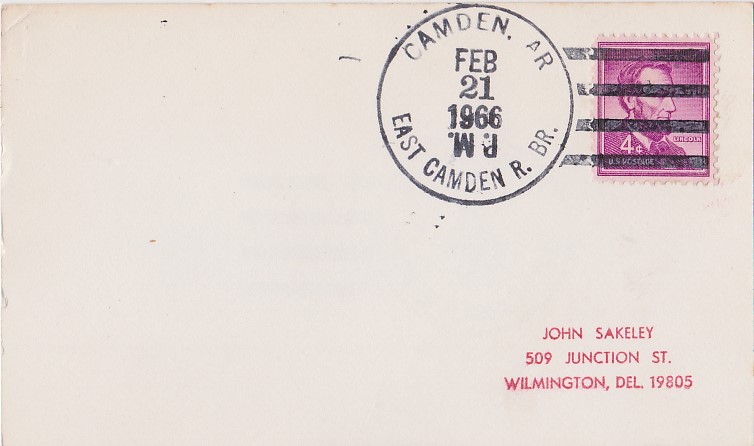 CAMDEN, AR
FEB
21
1966
P.M.
EAST CAMDEN R. BR.
4¢
LINCOLN
U.S. POSTAGE
JOHN SAKELEY
509 JUNCTION ST.
WILMINGTON, DEL. 19805